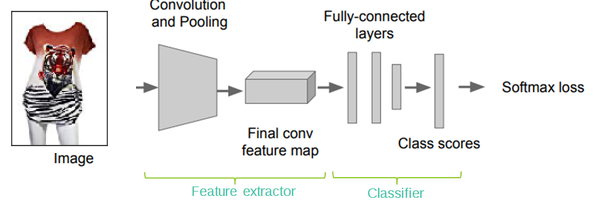 Convolution
and Pooling
Fully-connected
layers
Softmax loss
Final conv
feature map
Class scores
Image
Feature extractor
Classifier